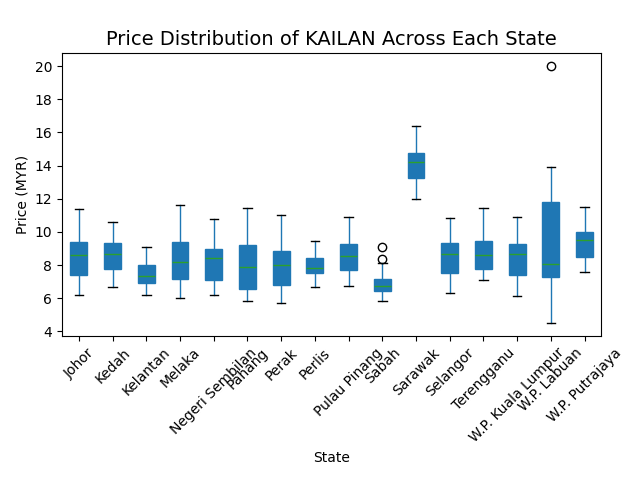 Price Distribution of KAILAN Across Each State
Price (MYR)
20
18
16
14
12
10
8
6
4
Johor
Kedah
Kelantan
Melaka
Negeri Sembilan
Pahang
Perak
Perlis
Pulau Pinang
Sabah
Sarawak
Selangor
Terengganu
W.P. Kuala Lumpur
W.P. Labuan
W.P. Putrajaya
State